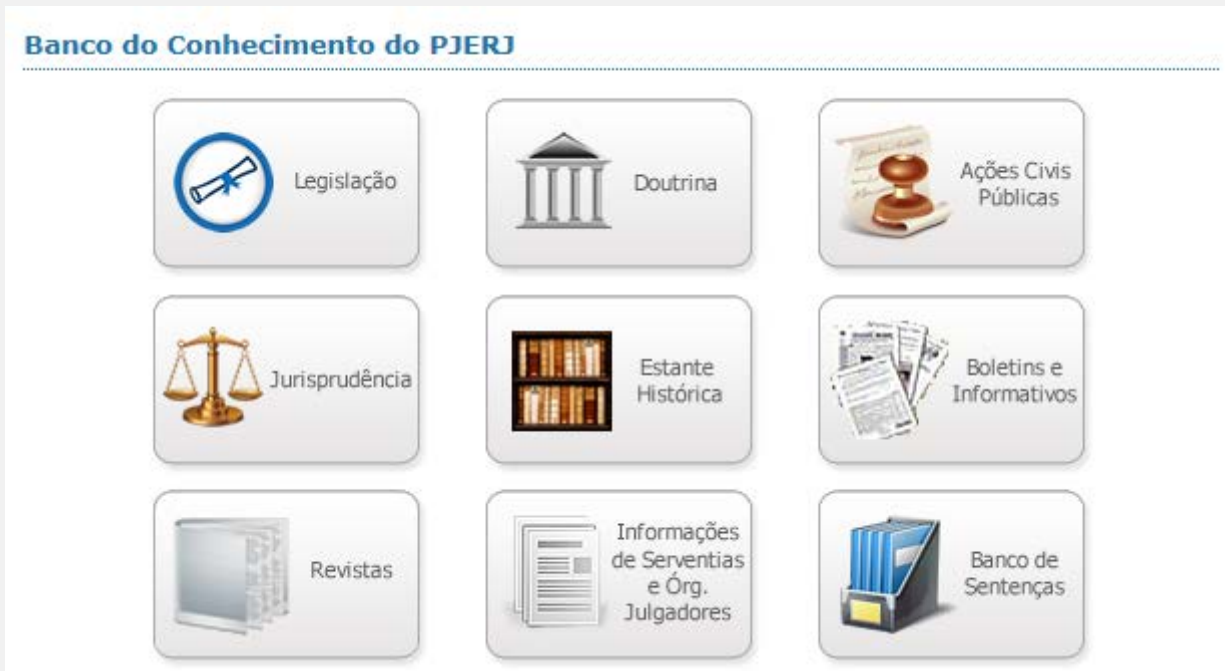 Banco do Conhecimento do PJERJ
Legislação
Doutrina
Ações Civis
Públicas
Jurisprudência
Estante
Histórica
Boletins e
Informativos
Revistas
Informações
de Serventias
e Órg.
Julgadores
Banco de
Sentenças